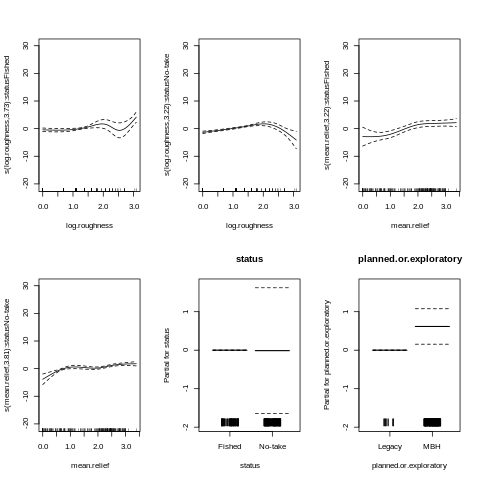 s(log.roughness,3.73):statusFished
30
20
10
0
-10
-20
0.0
1.0
2.0
3.0
log.roughness
s(log.roughness,3.22):statusNo-take
30
20
10
0
-10
-20
0.0
1.0
2.0
3.0
log.roughness
s(mean.relief,3.22):statusFished
30
20
10
0
-10
-20
0.0
1.0
2.0
3.0
mean.relief
s(mean.relief,3.81):statusNo-take
30
20
10
0
-10
-20
0.0
1.0
2.0
3.0
mean.relief
status
Partial for status
1
0
-1
-2
Fished
No-take
status
planned.or.exploratory
Partial for planned.or.exploratory
1
0
-1
-2
Legacy
MBH
planned.or.exploratory